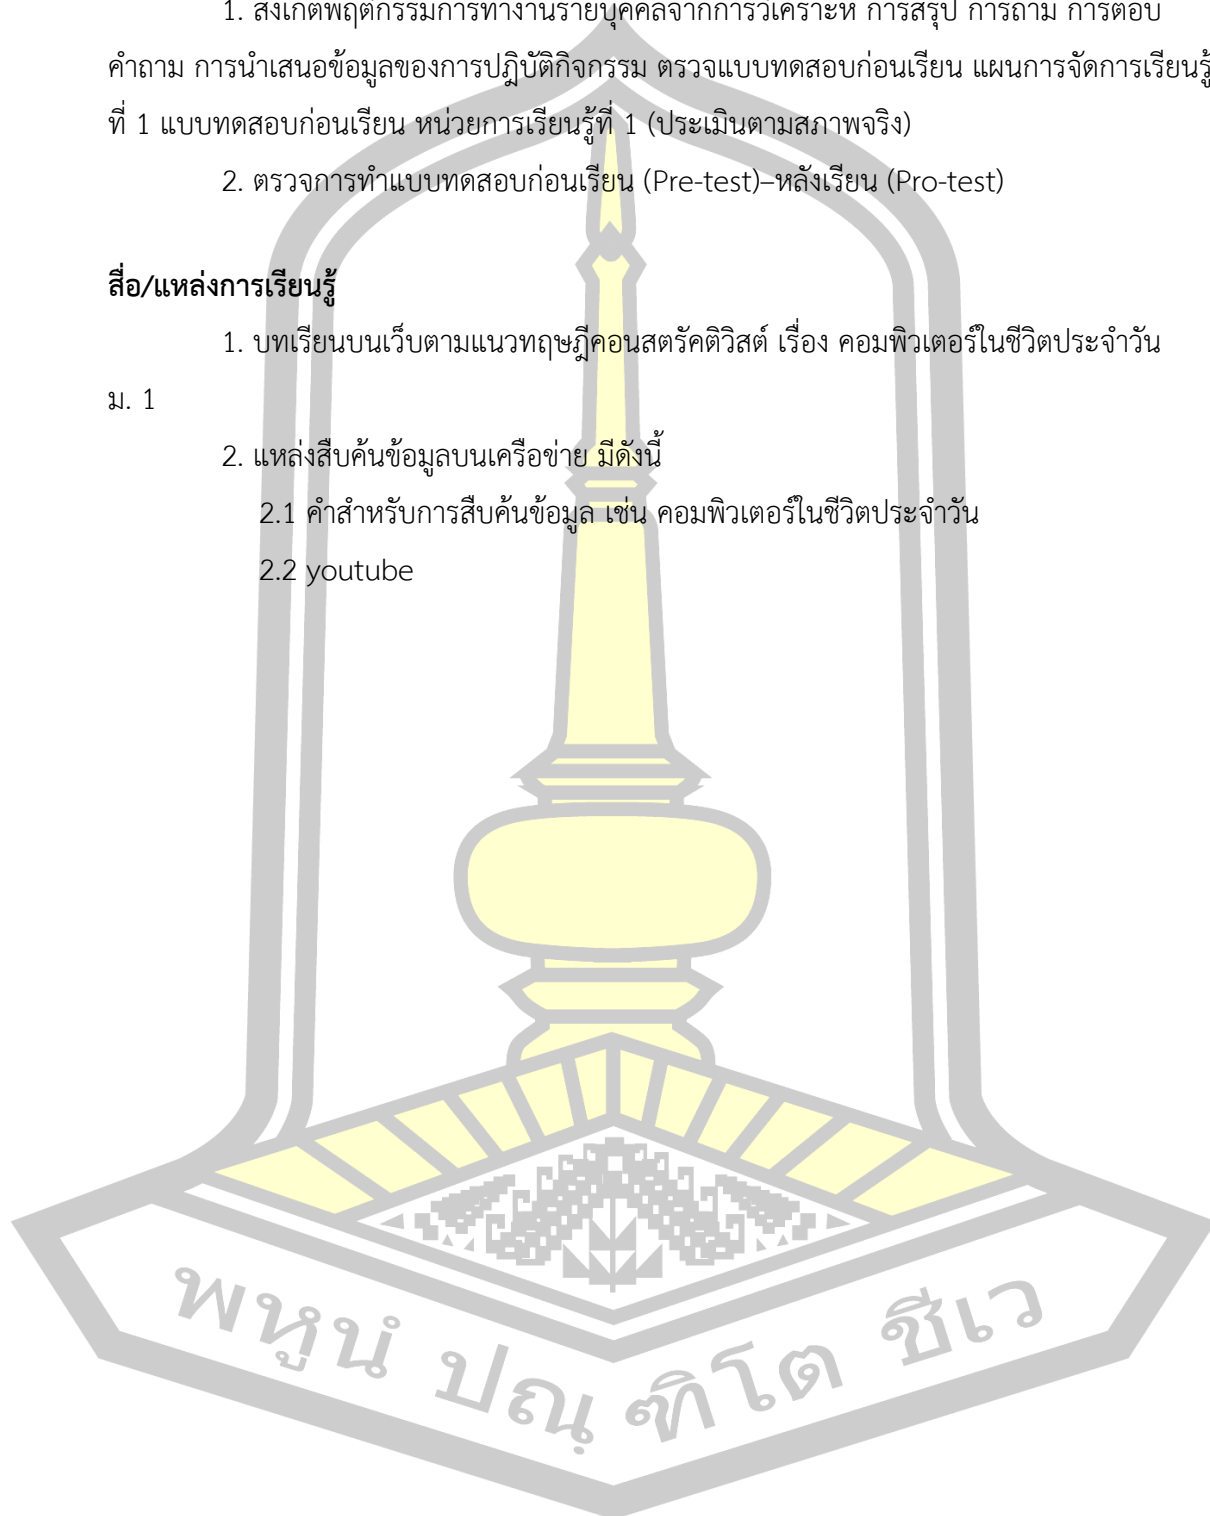 1. สังเกตพฤติกรรมการทำงานรายบุคคลจากการวิเคราะห์ การสรุป การถาม การตอบ
คำถาม การนำเสนอข้อมูลของการปฎิบัติกิจกรรม ตรวจแบบทดสอบก่อนเรียน แผนการจัดการเรียนรู้
ที่ 1 แบบทดสอบก่อนเรียน หน่วยการเรียนรู้ที่ 1 (ประเมินตามสภาพจริง)
2. ตรวจการทำแบบทดสอบก่อนเรียน (Pre-test)–หลังเรียน (Pro-test)
สื่อ/แหล่งการเรียนรู้
1. บทเรียนบนเว็บตามแนวทฤษฎีคอนสตรัคติวิสต์ เรื่อง คอมพิวเตอร์ในชีวิตประจำวัน
ม. 1
2. แหล่งสืบค้นข้อมูลบนเครือข่าย มีดังนี้
2.1 คำสำหรับการสืบค้นข้อมูล เช่น คอมพิวเตอร์ในชีวิตประจำวัน
2.2 youtube
พหูนํ ปณฺฑิโต ชีเว